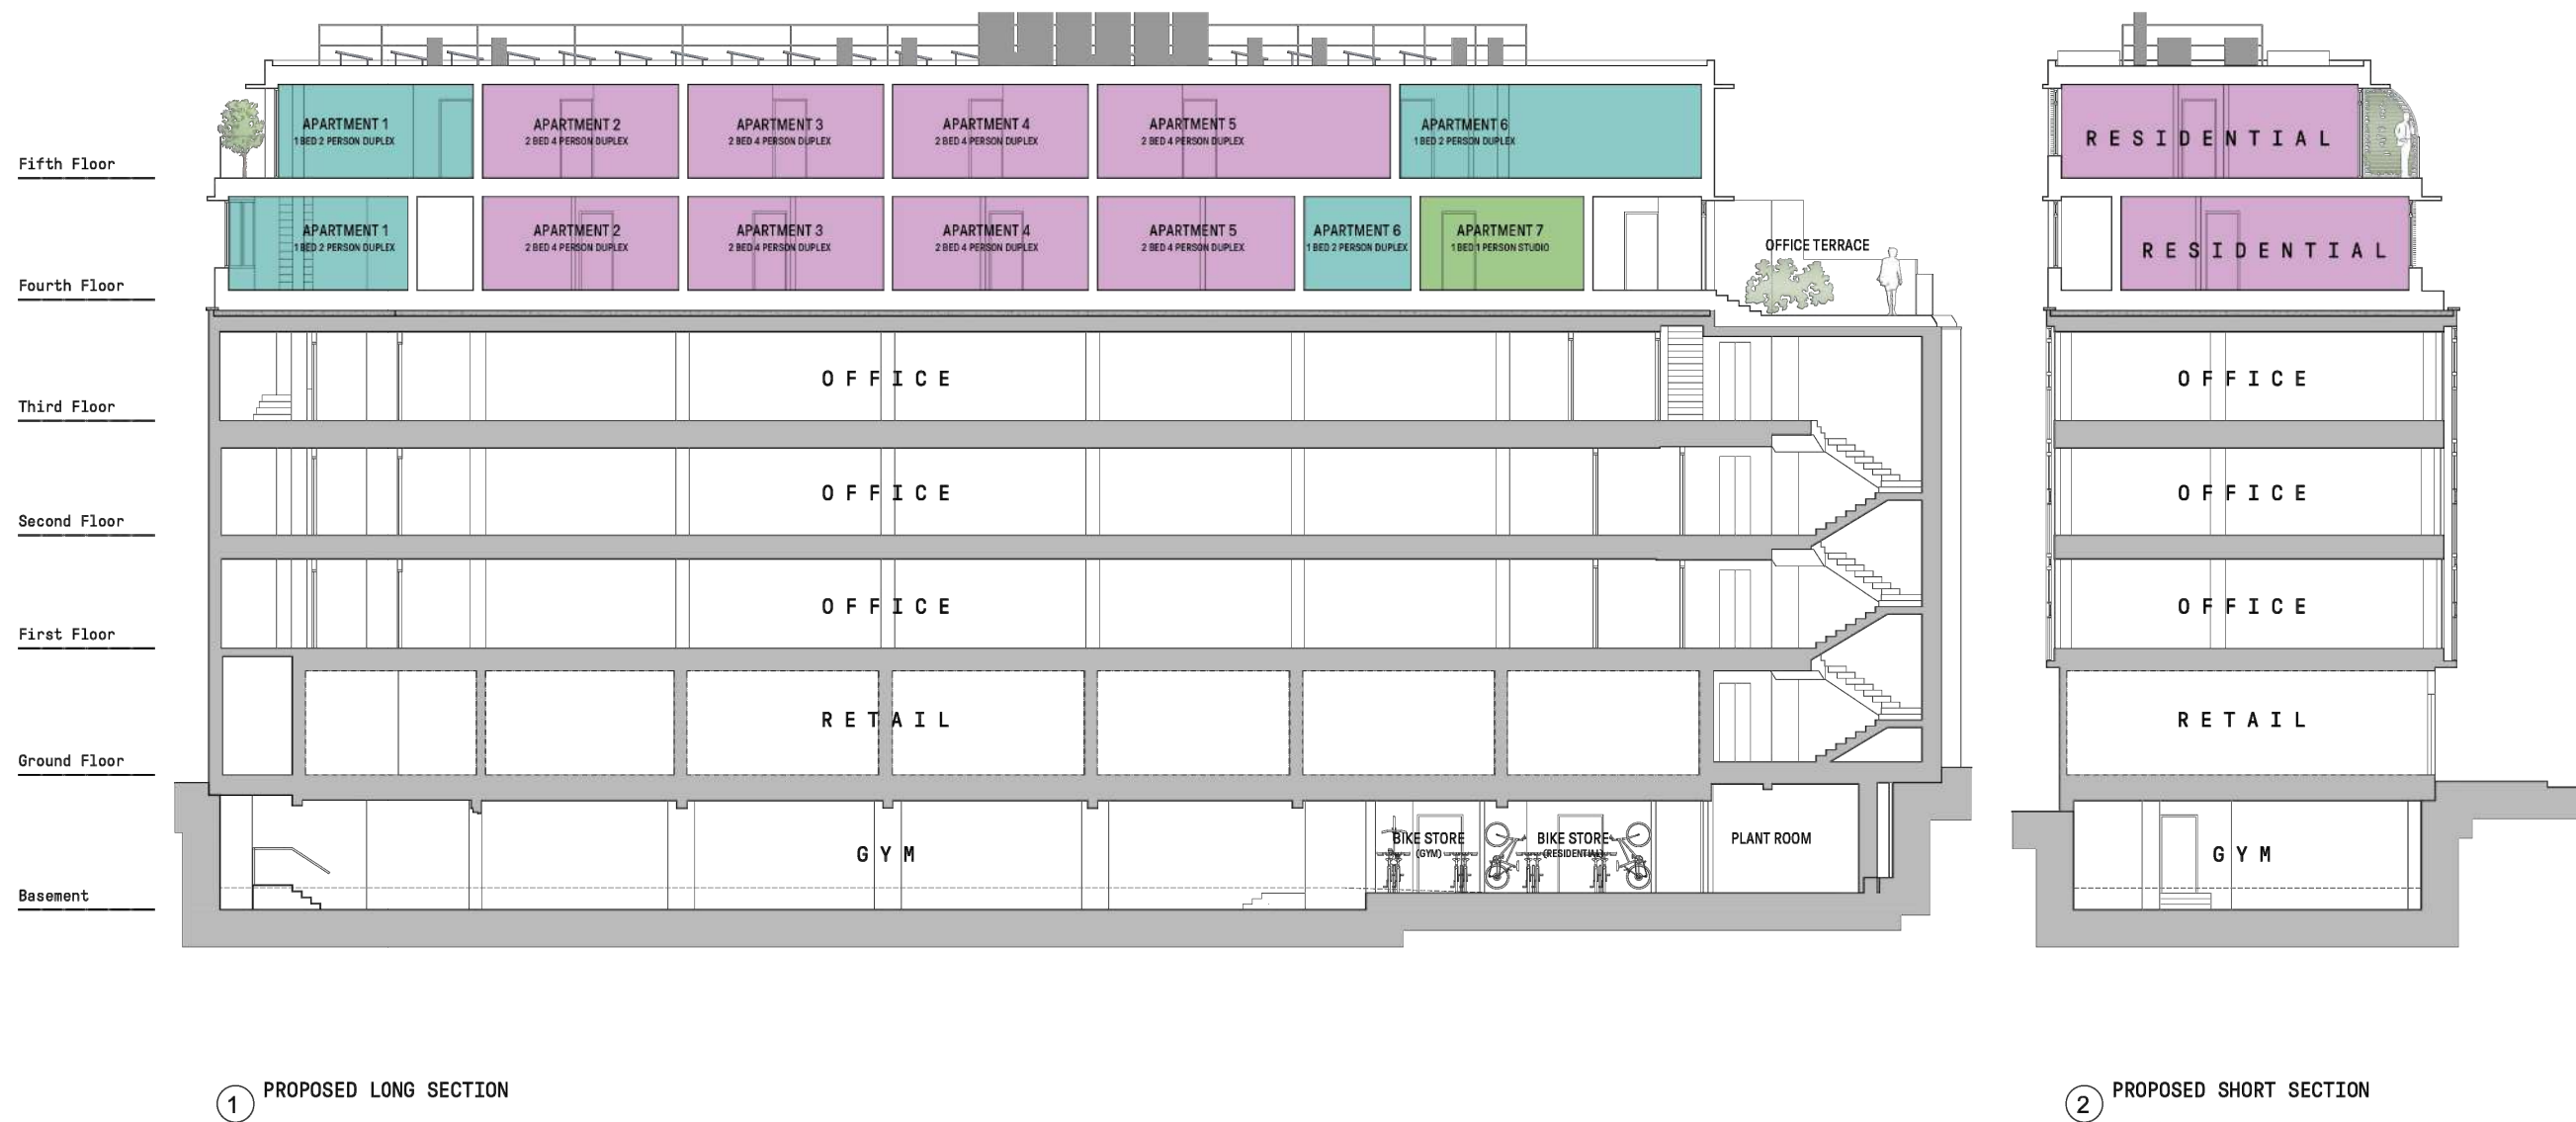 APARTMENT 1
1 BED 2 PERSON DUPLEX
APARTMENT 2
2 BED 4 PERSON DUPLEX
APARTMENT 3
2 BED 4 PERSON DUPLEX
APARTMENT 4
2 BED 4 PERSON DUPLEX
APARTMENT 5
2 BED 4 PERSON DUPLEX
APARTMENT 6
1 BED 2 PERSON DUPLEX
RESIDENTIAL
Fifth Floor
APARTMENT 1
1 BED 2 PERSON DUPLEX
APARTMENT 2
2 BED 4 PERSON DUPLEX
APARTMENT 3
2 BED 4 PERSON DUPLEX
APARTMENT 4
2 BED 4 PERSON DUPLEX
APARTMENT 5
2 BED 4 PERSON DUPLEX
APARTMENT 6
1 BED 2 PERSON DUPLEX
APARTMENT 7
1 BED 1 PERSON STUDIO
OFFICE TERRACE
RESIDENTIAL
Fourth Floor
OFFICE
OFFICE
Third Floor
OFFICE
OFFICE
Second Floor
OFFICE
OFFICE
First Floor
RETAIL
RETAIL
Ground Floor
GYM
BIKE STORE
(GYM)
BIKE STORE
(RESIDENTIAL)
PLANT ROOM
GYM
Basement
1 PROPOSED LONG SECTION
2 PROPOSED SHORT SECTION